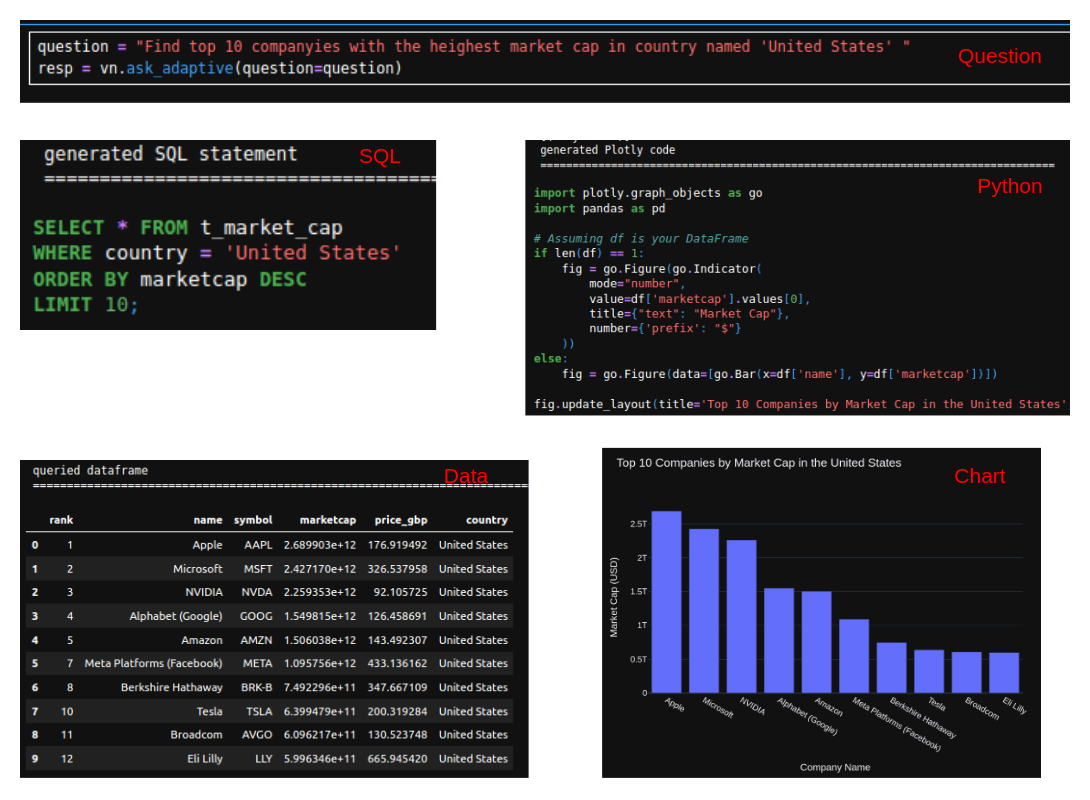 question = "Find top 10 companyies with the heighest market cap in country named 'United States' "
resp = vn.ask_adaptive(question=question)
Question
generated SQL statement
SQL
=====================================
SELECT * FROM t_market_cap
WHERE country = 'United States'
ORDER BY marketcap DESC
LIMIT 10;
generated Plotly code
================================================================================
Python
import plotly.graph_objects as go
import pandas as pd
# Assuming df is your DataFrame
if len(df) == 1:
    fig = go.Figure(go.Indicator(
        mode="number",
        value=df['marketcap'].values[0],
        title={"text": "Market Cap"},
        number={'prefix': "$"}
    ))
else:
    fig = go.Figure(data=[go.Bar(x=df['name'], y=df['marketcap'])])
fig.update_layout(title='Top 10 Companies by Market Cap in the United States'
queried dataframe
Data
================================================================================
rank name symbol marketcap price_gbp country
0 1 Apple AAPL 2.689903e+12 176.919492 United States
1 2 Microsoft MSFT 2.427170e+12 326.537958 United States
2 3 NVIDIA NVDA 2.259353e+12 92.105725 United States
3 4 Alphabet (Google) GOOG 1.549815e+12 126.458691 United States
4 5 Amazon AMZN 1.506038e+12 143.492307 United States
5 7 Meta Platforms (Facebook) META 1.095756e+12 433.136162 United States
6 8 Berkshire Hathaway BRK-B 7.492296e+11 347.667109 United States
7 10 Tesla TSLA 6.399479e+11 200.319284 United States
8 11 Broadcom AVGO 6.096217e+11 130.523748 United States
9 12 Eli Lilly LLY 5.996346e+11 665.945420 United States
Top 10 Companies by Market Cap in the United States
Chart
Market Cap (USD)
2.5T
2T
1.5T
1T
0.5T
0
Apple
Microsoft
NVIDIA
Alphabet (Google)
Amazon
Meta Platforms (Facebook)
Berkshire Hathaway
Tesla
Broadcom
Eli Lilly
Company Name